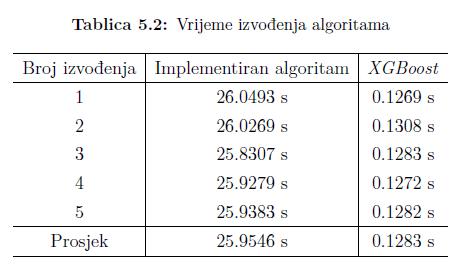 Tablica 5.2: Vrijeme izvođenja algoritama
Broj izvođenja Implementiran algoritam XGBoost
1 26.0493 s 0.1269 s
2 26.0269 s 0.1308 s
3 25.8307 s 0.1283 s
4 25.9279 s 0.1272 s
5 25.9383 s 0.1282 s
Prosjek 25.9546 s 0.1283 s